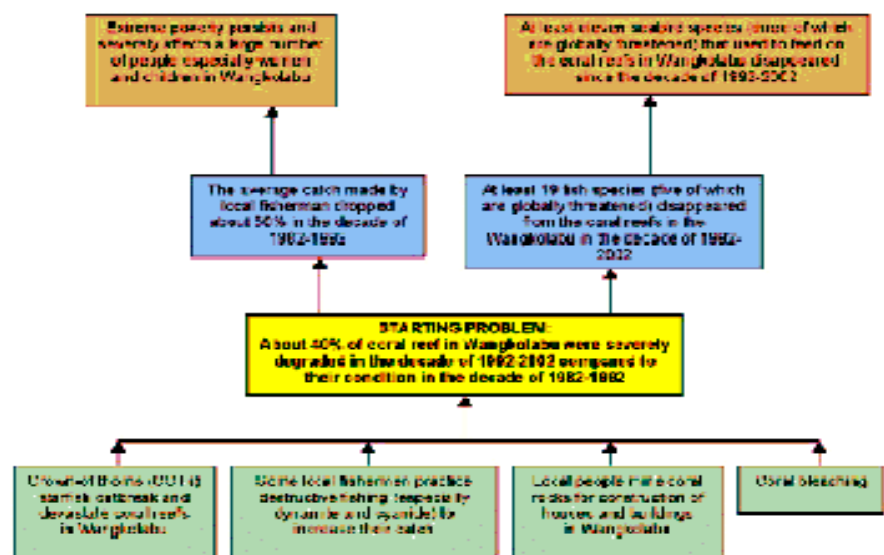 Extreme poverty persists and
severely affects a large number
of people especially women
and children in Wangkolabu
At least eleven seabird species (three of which
are globally threatened) that used to feed on
the coral reefs in Wangkolabu disappeared
since the decade of 1992-2002
The average catch made by
local fisherman dropped
about 50% in the decade of
1982-1992
At least 19 fish species (five of which
are globally threatened) disappeared
from the coral reefs in the
Wangkolabu in the decade of 1992-
2002
STARTING PROBLEM:
About 40% of coral reef in Wangkolabu were severely
degraded in the decade of 1992-2002 compared to
their condition in the decade of 1982-1992
Crown-of thorns (COTs)
starfish outbreak and
devastate coral reefs
in Wangkolabu
Some local fishermen practice
destructive fishing (especially
dynamite and cyanide) to
increase their catch
Local people mine coral
rocks for construction of
houses and buildings
in Wangkolabu
Coral bleaching